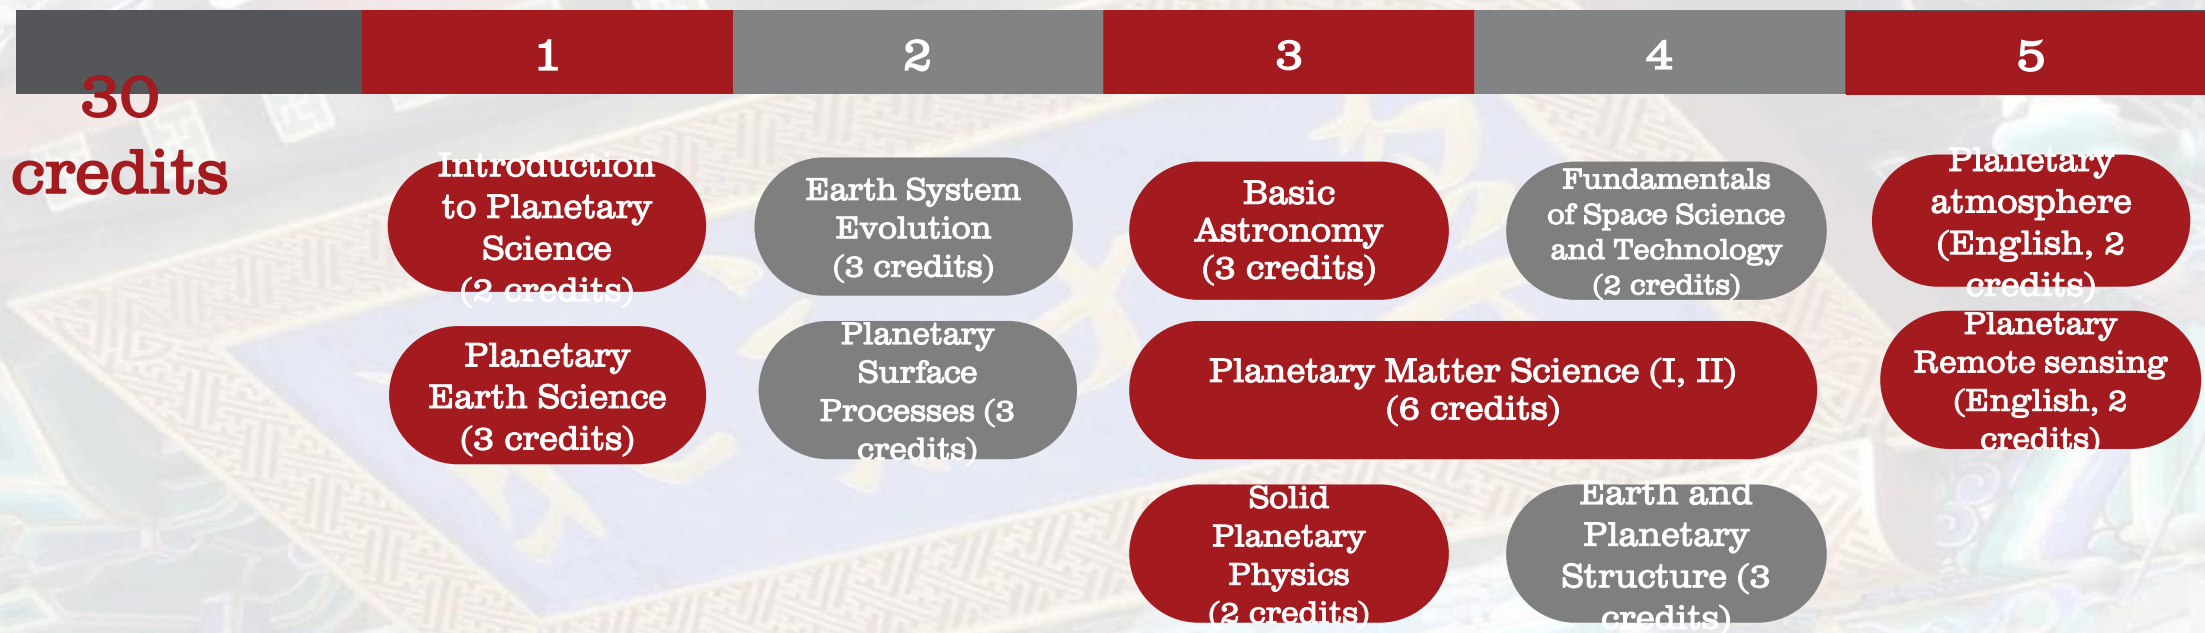 1
2
3
4
5
30
credits
Introduction
to Planetary
Science
(2 credits)
Earth System
Evolution
(3 credits)
Basic
Astronomy
(3 credits)
Fundamentals
of Space Science
and Technology
(2 credits)
Planetary
atmosphere
(English, 2
credits)
Planetary
Earth Science
(3 credits)
Planetary
Surface
Processes (3
credits)
Planetary Matter Science (I, II)
(6 credits)
Planetary
Remote sensing
(English, 2
credits)
Solid
Planetary
Physics
(2 credits)
Earth and
Planetary
Structure (3
credits)